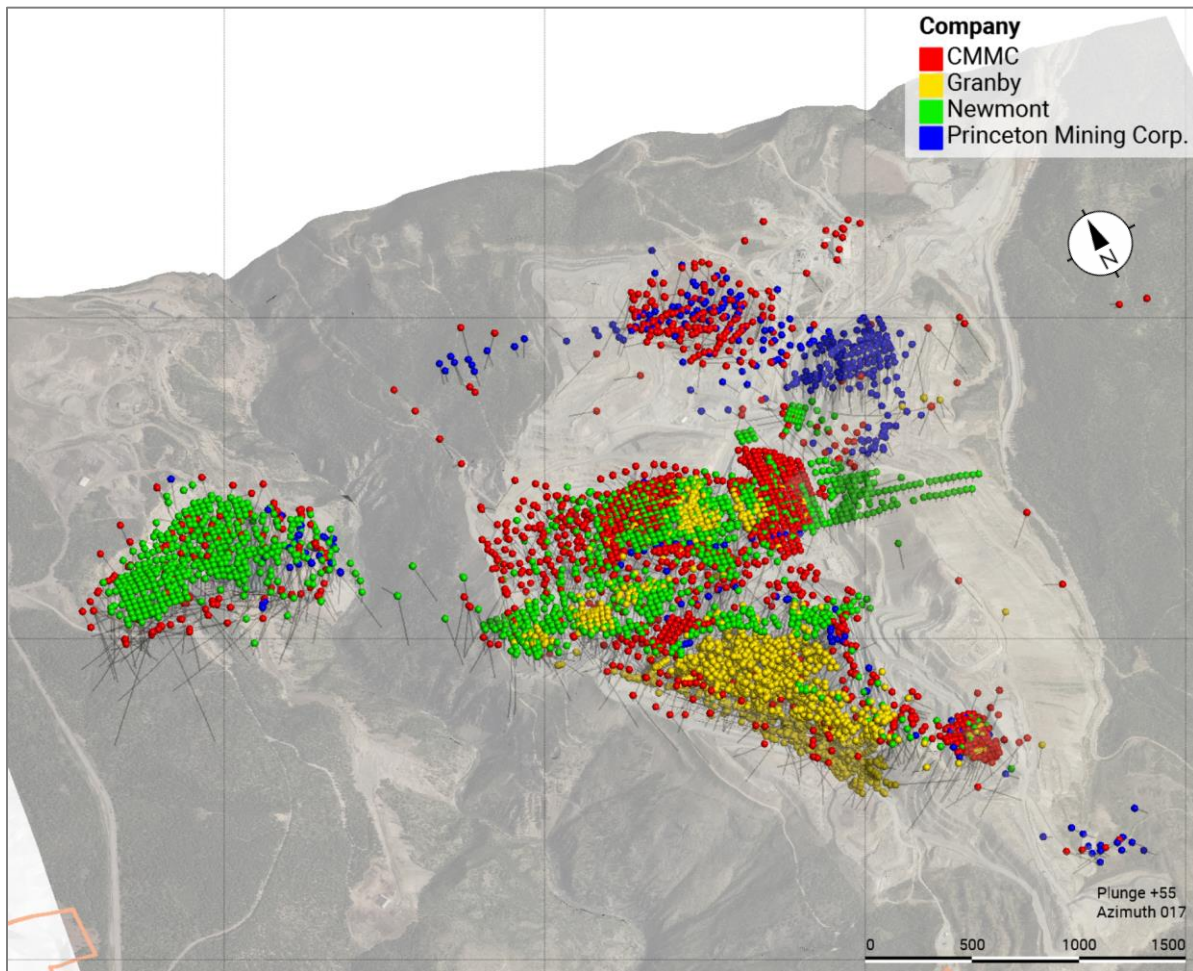 Company
CMMC
Granby
Newmont
Princeton Mining Corp.
N
Plunge +55
Azimuth 017
0 500 1000 1500